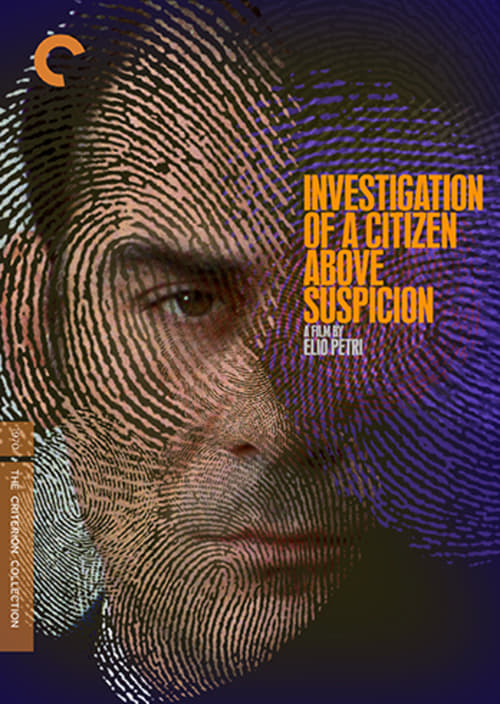 INVESTIGATION
OF A CITIZEN
ABOVE
SUSPICION
A FILM BY
ELIO PETRI
THE CRITERION COLLECTION